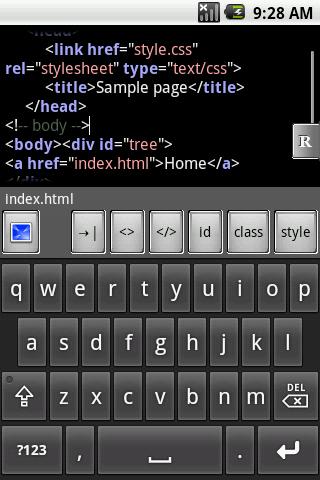 9:28 AM
<head>
<link href="style.css"
rel="stylesheet" type="text/css">
<title>Sample page</title>
</head>
<!-- body -->
<body><div id="tree">
<a href="index.html">Home</a>
</div>
R
index.html
→| <> </> id class style
q w e r t y u i o p
a s d f g h j k l
z x c v b n m DEL
?123 , .